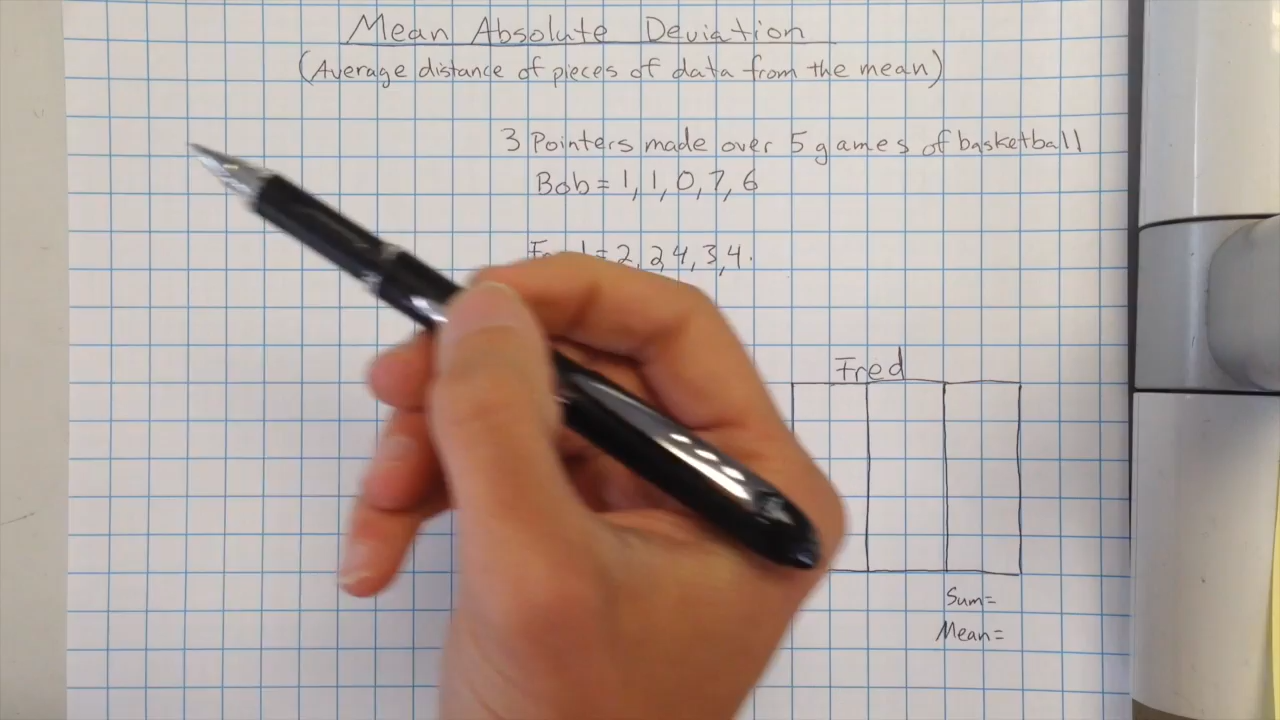 Mean Absolute Deviation
(Average distance of pieces of data from the mean)
3 Pointers made over 5 games of basketball
Bob = 1, 1, 0, 7, 6
= 2, 2 4, 3, 4.
Fred
Sum=
Mean=